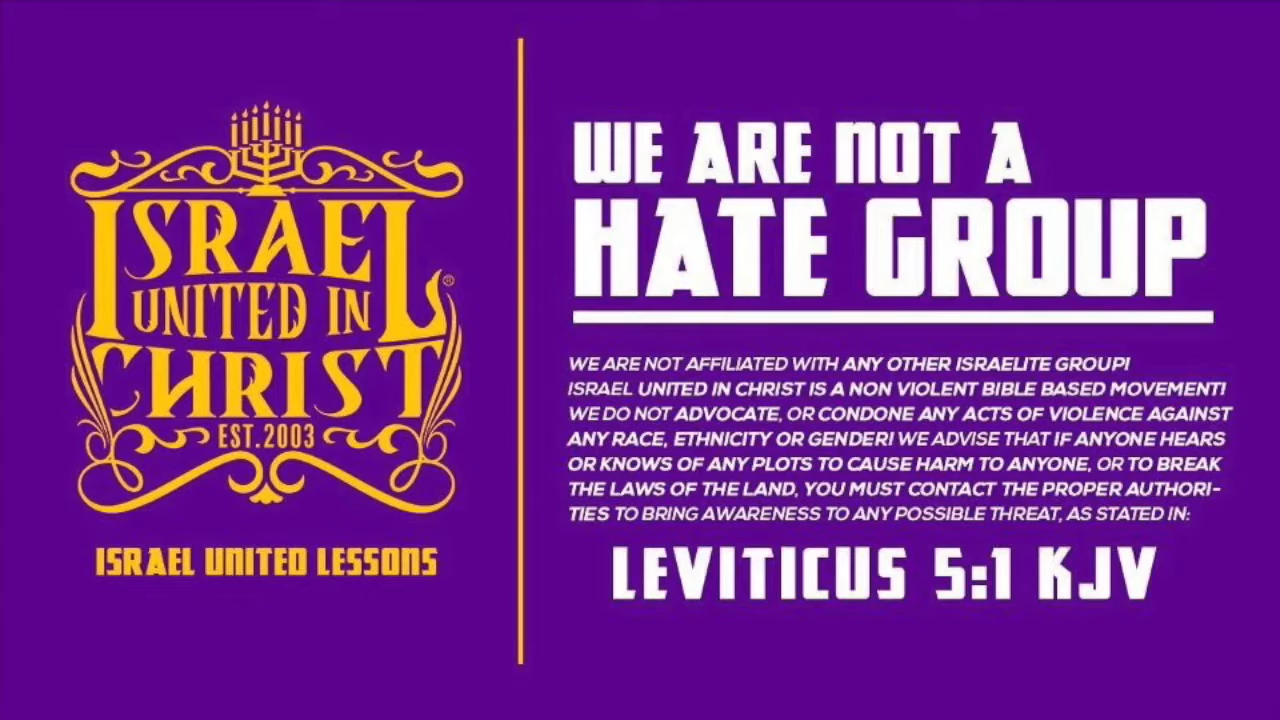 ISRAEL
UNITED IN
CHRIST
®
EST.2003
ISRAEL UNITED LESSONS
WE ARE NOT A
HATE GROUP
WE ARE NOT AFFILIATED WITH ANY OTHER ISRAELITE GROUP!
ISRAEL UNITED IN CHRIST IS A NON VIOLENT BIBLE BASED MOVEMENT!
WE DO NOT ADVOCATE, OR CONDONE ANY ACTS OF VIOLENCE AGAINST
ANY RACE, ETHNICITY OR GENDER! WE ADVISE THAT IF ANYONE HEARS
OR KNOWS OF ANY PLOTS TO CAUSE HARM TO ANYONE, OR TO BREAK
THE LAWS OF THE LAND, YOU MUST CONTACT THE PROPER AUTHORI-
TIES TO BRING AWARENESS TO ANY POSSIBLE THREAT, AS STATED IN:
LEVITICUS 5:1 KJV